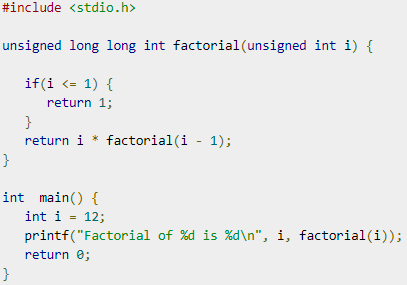 #include <stdio.h>

unsigned long long int factorial(unsigned int i) {

   if(i <= 1) {
      return 1;
   }
   return i * factorial(i - 1);
}

int  main() {
   int i = 12;
   printf("Factorial of %d is %d\n", i, factorial(i));
   return 0;
}